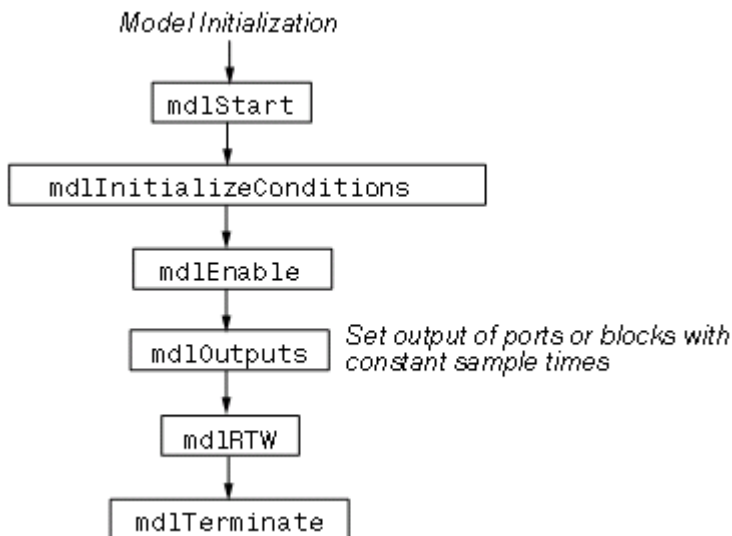 Model Initialization
mdlStart
mdlInitializeConditions
mdlEnable
mdlOutputs
Set output of ports or blocks with
constant sample times
mdlRTW
mdlTerminate